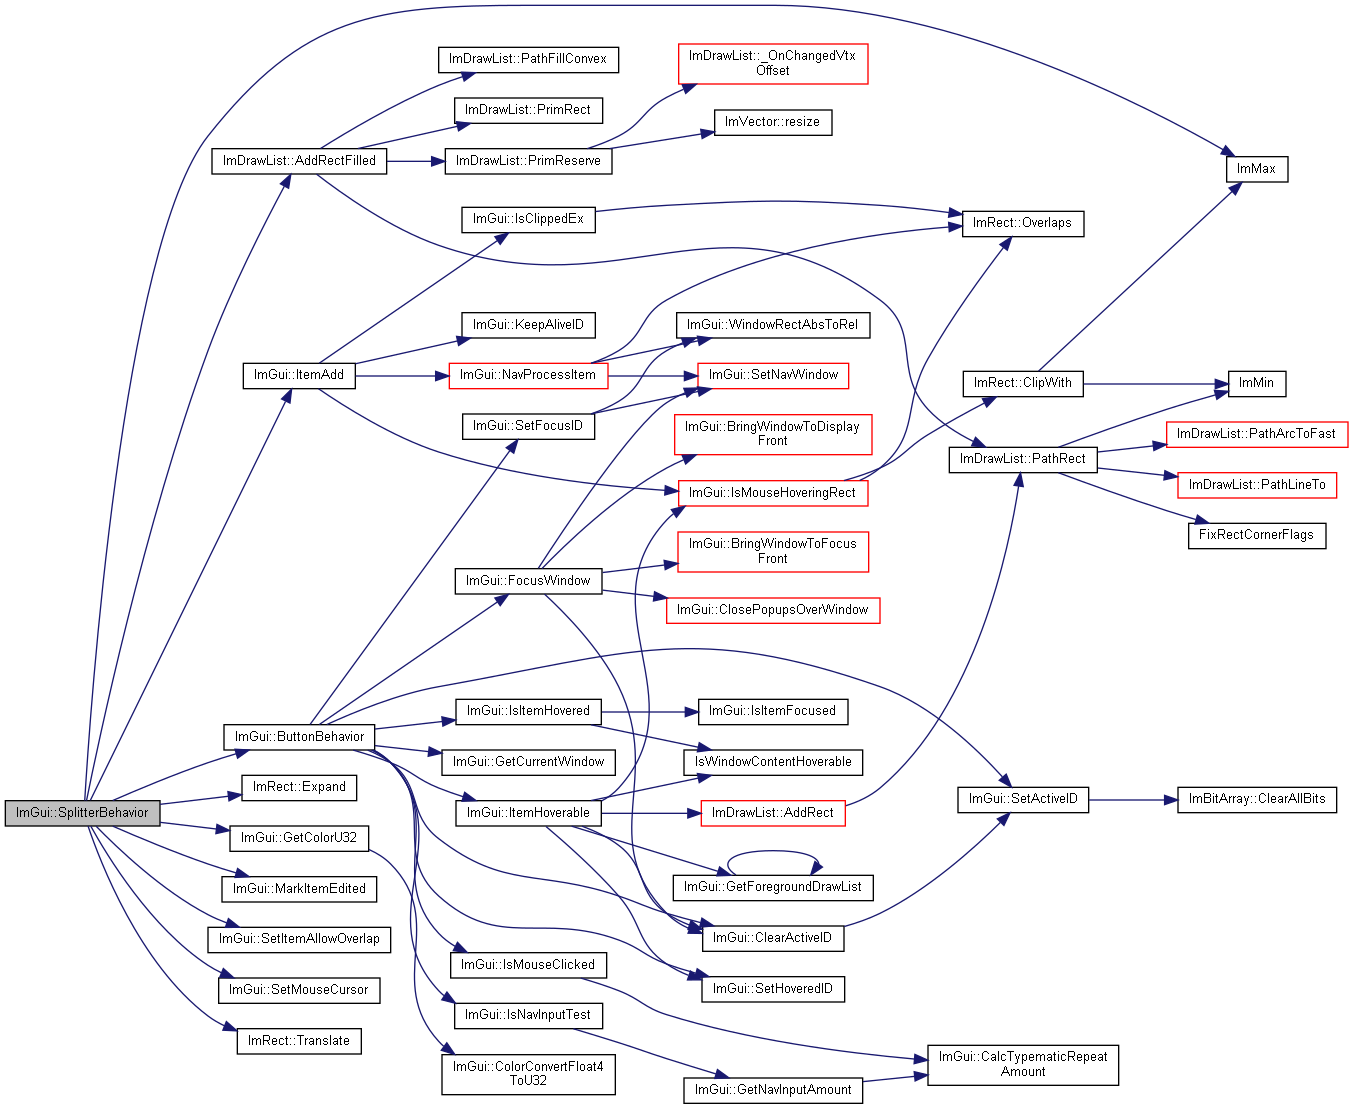 ImDrawList::PathFillConvex
ImDrawList::_OnChangedVtx
Offset
ImDrawList::PrimRect
ImVector::resize
ImDrawList::AddRectFilled
ImDrawList::PrimReserve
ImMax
ImGui::IsClippedEx
ImRect::Overlaps
ImGui::KeepAliveID
ImGui::WindowRectAbsToRel
ImGui::ItemAdd
ImGui::NavProcessItem
ImGui::SetNavWindow
ImRect::ClipWith
ImMin
ImGui::SetFocusID
ImGui::BringWindowToDisplay
Front
ImDrawList::PathArcToFast
ImDrawList::PathRect
ImDrawList::PathLineTo
ImGui::IsMouseHoveringRect
FixRectCornerFlags
ImGui::BringWindowToFocus
Front
ImGui::FocusWindow
ImGui::ClosePopupsOverWindow
ImGui::IsItemHovered
ImGui::IsItemFocused
ImGui::ButtonBehavior
ImGui::GetCurrentWindow
IsWindowContentHoverable
ImRect::Expand
ImGui::SetActiveID
ImBitArray::ClearAllBits
ImGui::SplitterBehavior
ImGui::ItemHoverable
ImDrawList::AddRect
ImGui::GetColorU32
ImGui::MarkItemEdited
ImGui::GetForegroundDrawList
ImGui::SetItemAllowOverlap
ImGui::ClearActiveID
ImGui::IsMouseClicked
ImGui::SetMouseCursor
ImGui::SetHoveredID
ImGui::IsNavInputTest
ImRect::Translate
ImGui::CalcTypematicRepeat
Amount
ImGui::ColorConvertFloat4
ToU32
ImGui::GetNavInputAmount